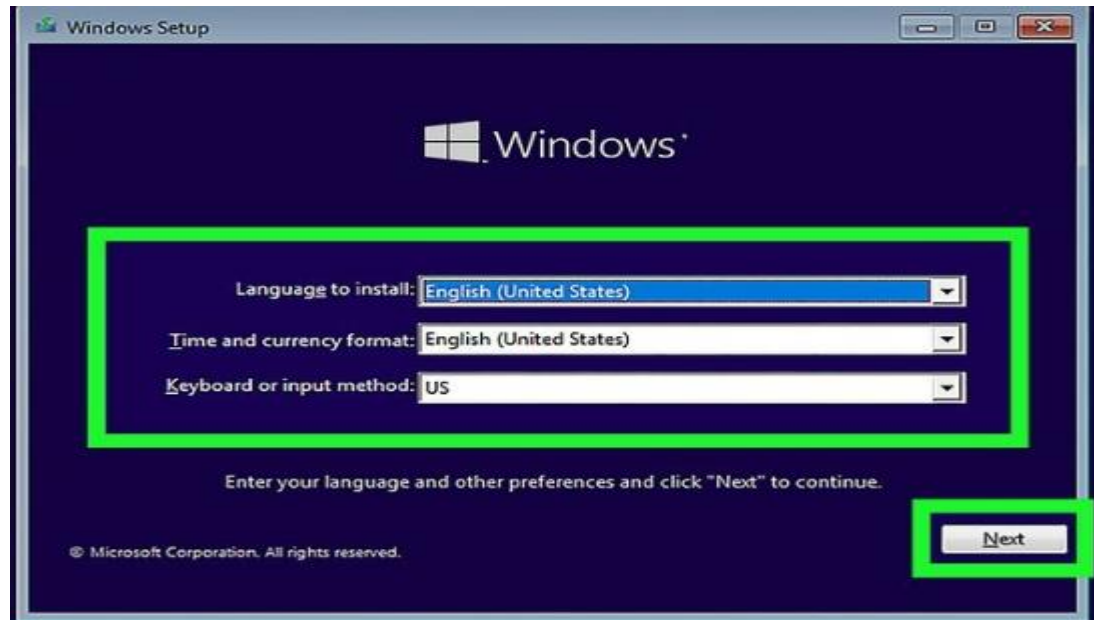 Windows Setup
Windows
Language to install: English (United States)
Time and currency format: English (United States)
Keyboard or input method: US
Enter your language and other preferences and click "Next" to continue.
Next
© Microsoft Corporation. All rights reserved.